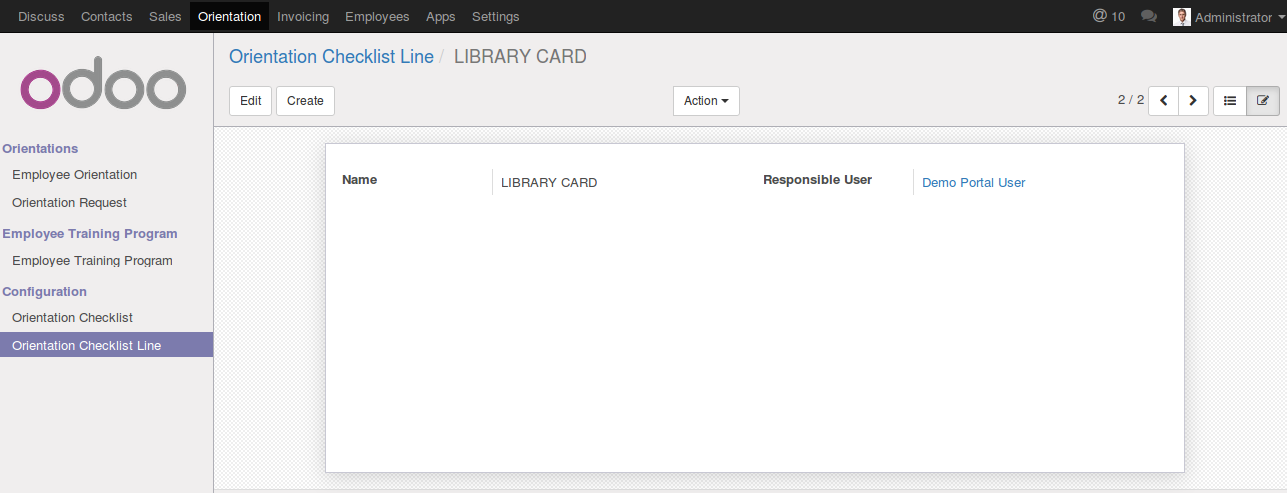 Discuss Contacts Sales Orientation Invoicing Employees Apps Settings @ 10 Administrator
odoo
Orientation Checklist Line / LIBRARY CARD
Edit Create Action 2 / 2
Orientations
Employee Orientation
Orientation Request
Employee Training Program
Employee Training Program
Configuration
Orientation Checklist
Orientation Checklist Line
Name LIBRARY CARD Responsible User Demo Portal User